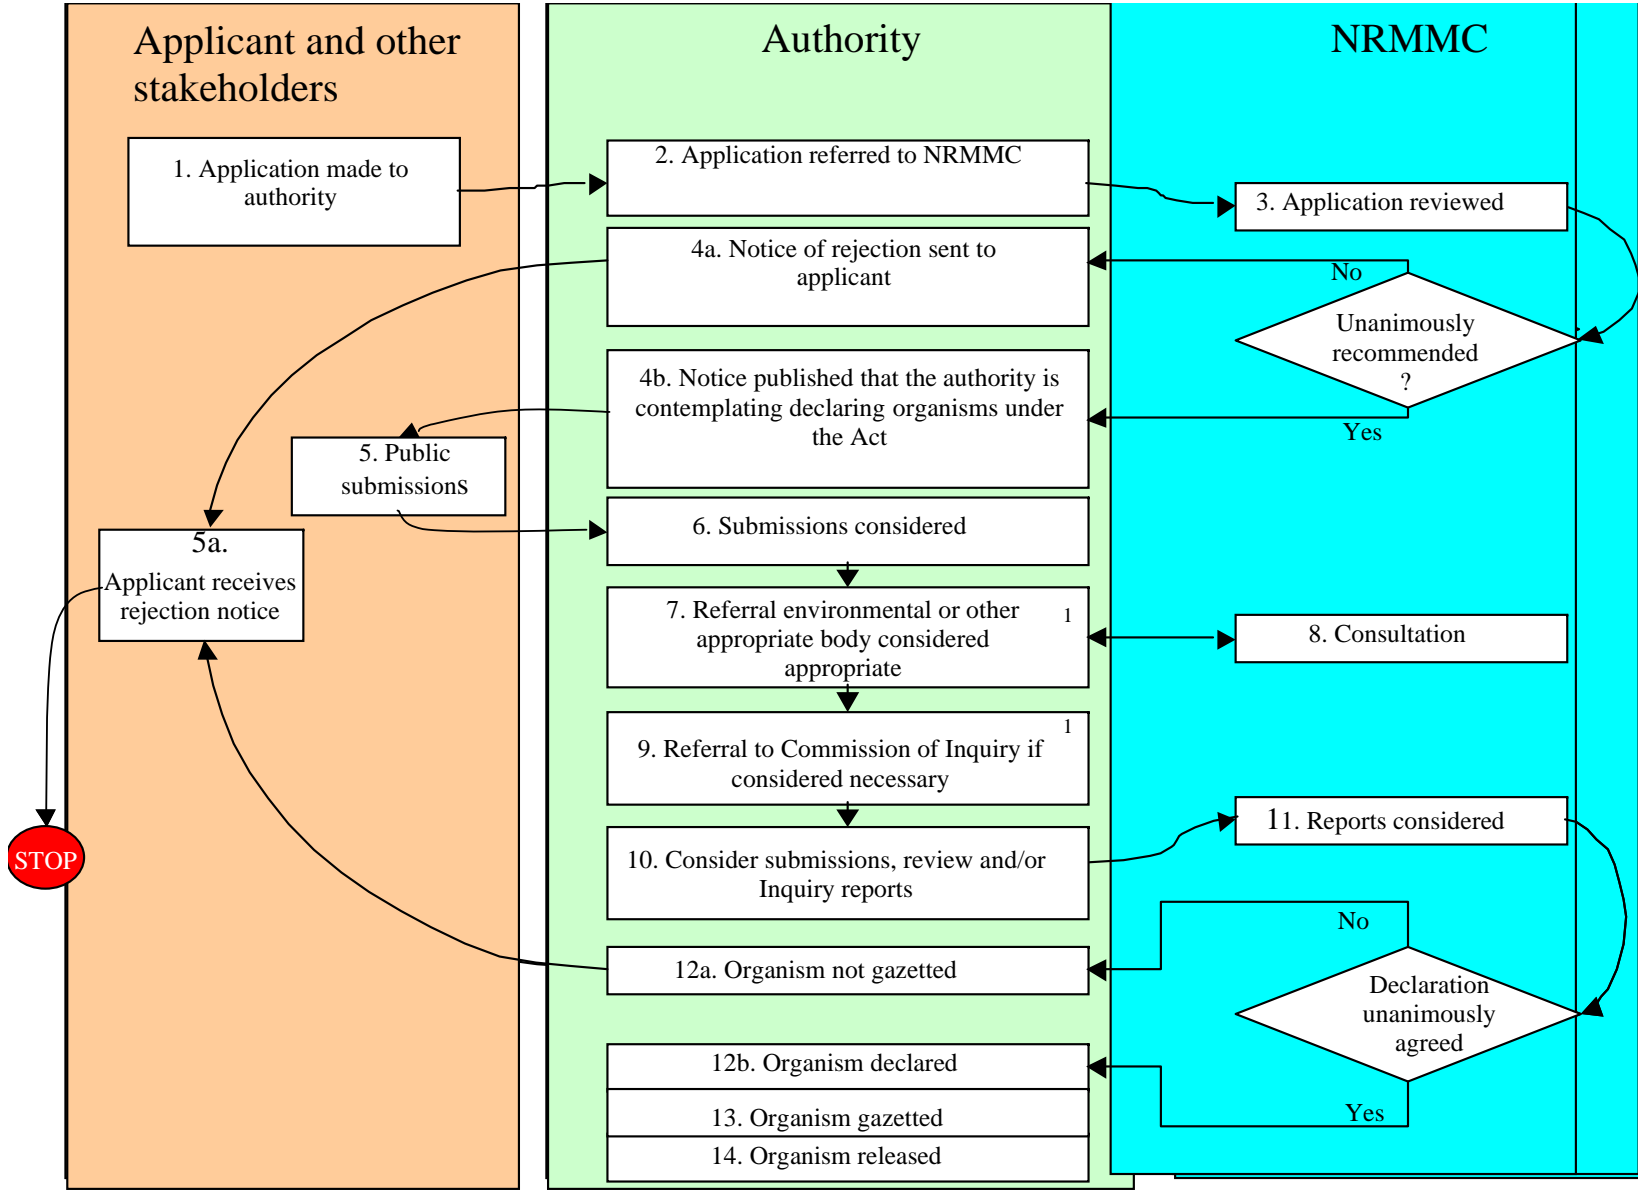 Applicant and other
stakeholders
Authority
NRMMC
1. Application made to
authority
2. Application referred to NRMMC
3. Application reviewed
4a. Notice of rejection sent to
applicant
No
Unanimously
recommended
?
Yes
4b. Notice published that the authority is
contemplating declaring organisms under
the Act
5. Public
submissions
6. Submissions considered
5a.
Applicant receives
rejection notice
7. Referral environmental or other
appropriate body considered
appropriate
1
8. Consultation
9. Referral to Commission of Inquiry if
considered necessary
1
11. Reports considered
STOP
10. Consider submissions, review and/or
Inquiry reports
No
12a. Organism not gazetted
Declaration
unanimously
agreed
12b. Organism declared
Yes
13. Organism gazetted
14. Organism released